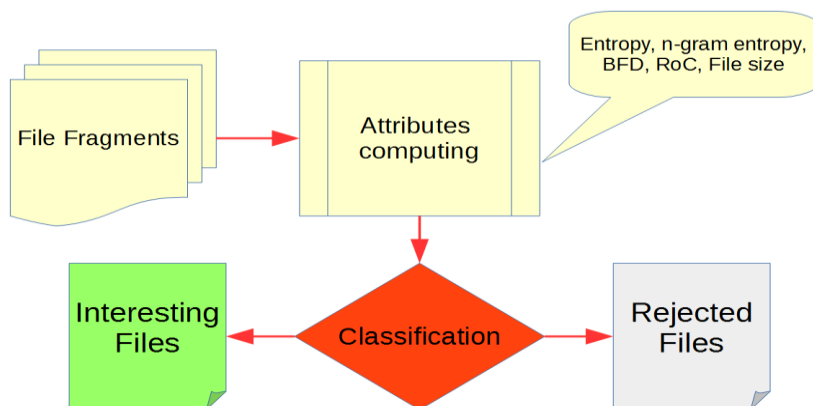 Entropy, n-gram entropy,
BFD, RoC, File size
File Fragments
Attributes
computing
Interesting
Files
Classification
Rejected
Files